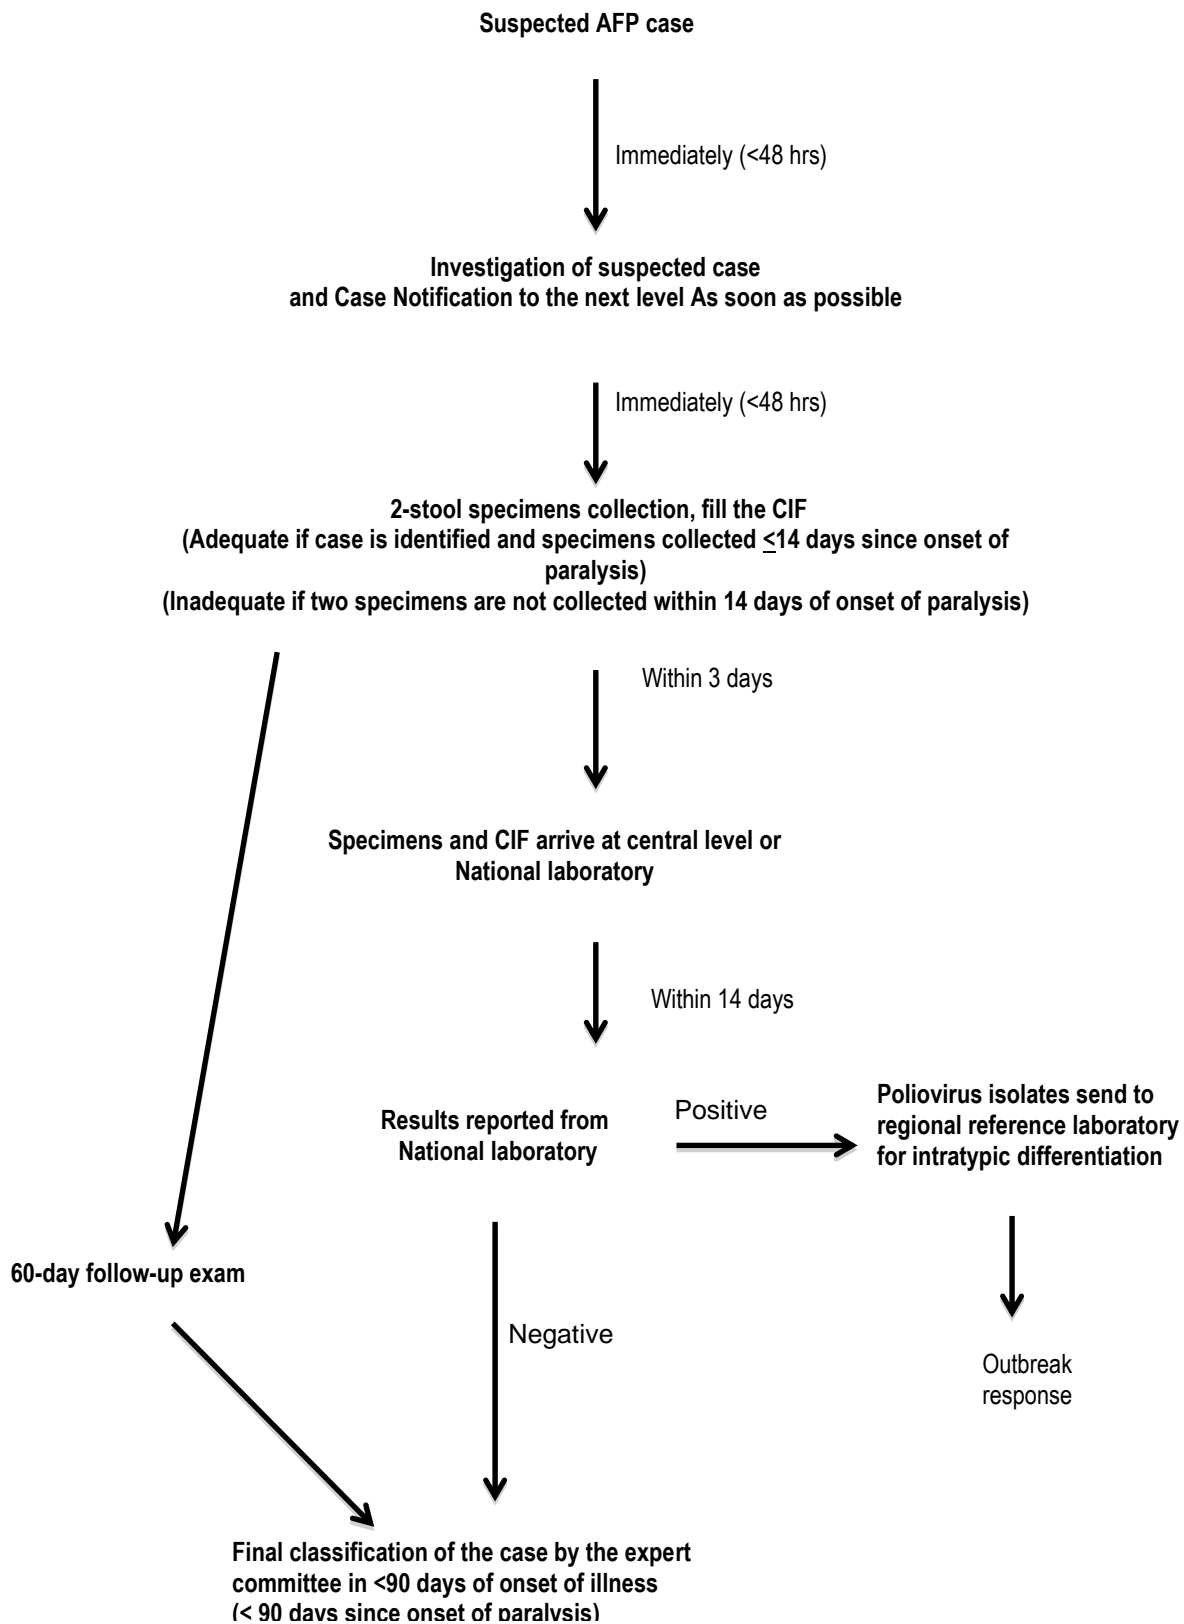 Suspected AFP case
Immediately (<48 hrs)
Investigation of suspected case
and Case Notification to the next level As soon as possible
Immediately (<48 hrs)
2-stool specimens collection, fill the CIF
(Adequate if case is identified and specimens collected <14 days since onset of
paralysis)
(Inadequate if two specimens are not collected within 14 days of onset of paralysis)
Within 3 days
Specimens and CIF arrive at central level or
National laboratory
Within 14 days
Results reported from
National laboratory
Positive
Poliovirus isolates send to
regional reference laboratory
for intratypic differentiation
60-day follow-up exam
Negative
Outbreak
response
Final classification of the case by the expert
committee in <90 days of onset of illness
(< 90 days since onset of paralysis)